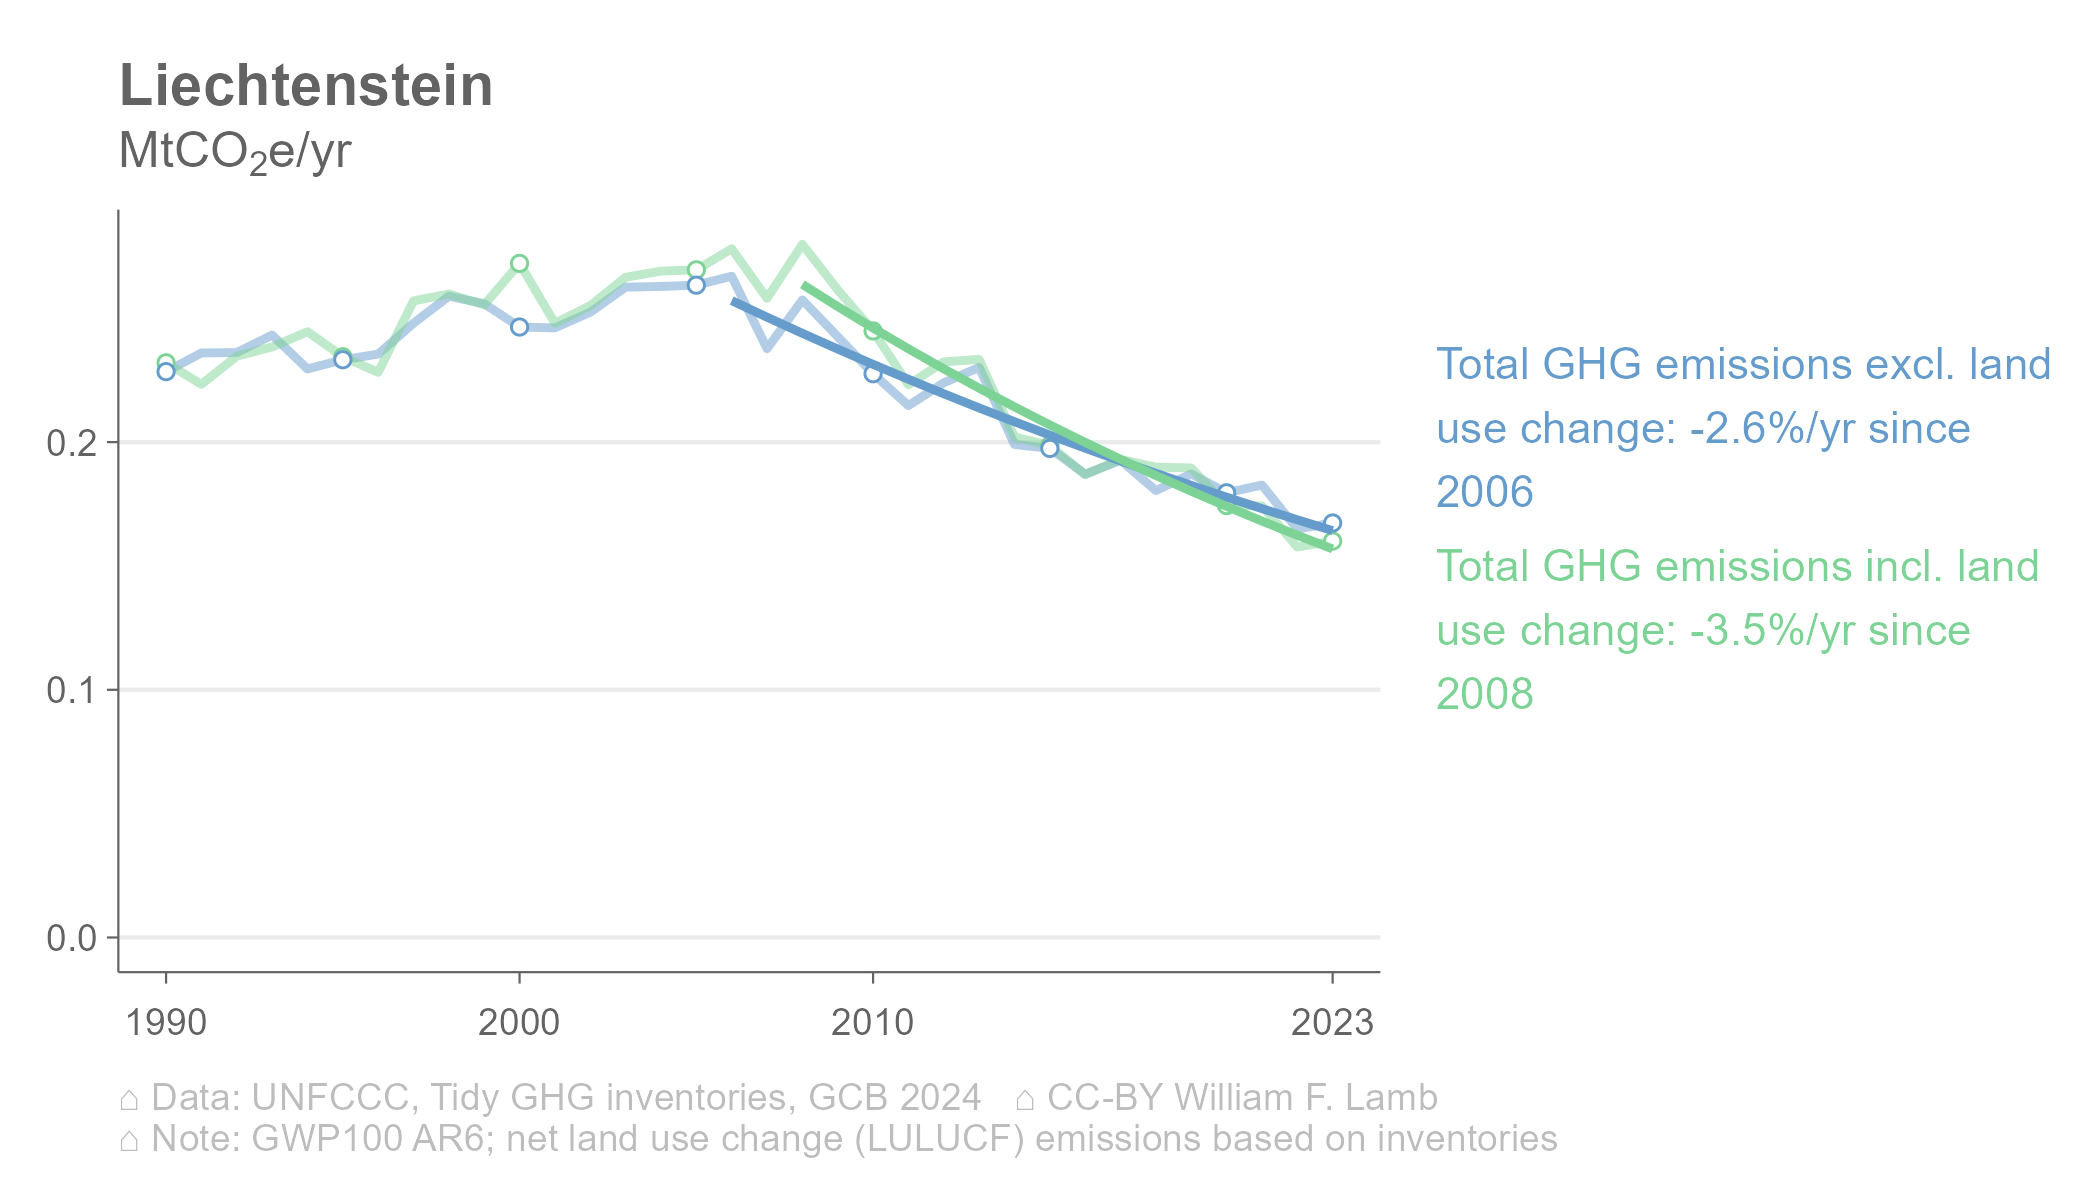 Liechtenstein
MtCO₂e/yr
0.2
0.1
0.0
1990
2000
2010
2023
Total GHG emissions excl. land
use change: -2.6%/yr since
2006
Total GHG emissions incl. land
use change: -3.5%/yr since
2008
⌂ Data: UNFCCC, Tidy GHG inventories, GCB 2024 ⌂ CC-BY William F. Lamb
⌂ Note: GWP100 AR6; net land use change (LULUCF) emissions based on inventories